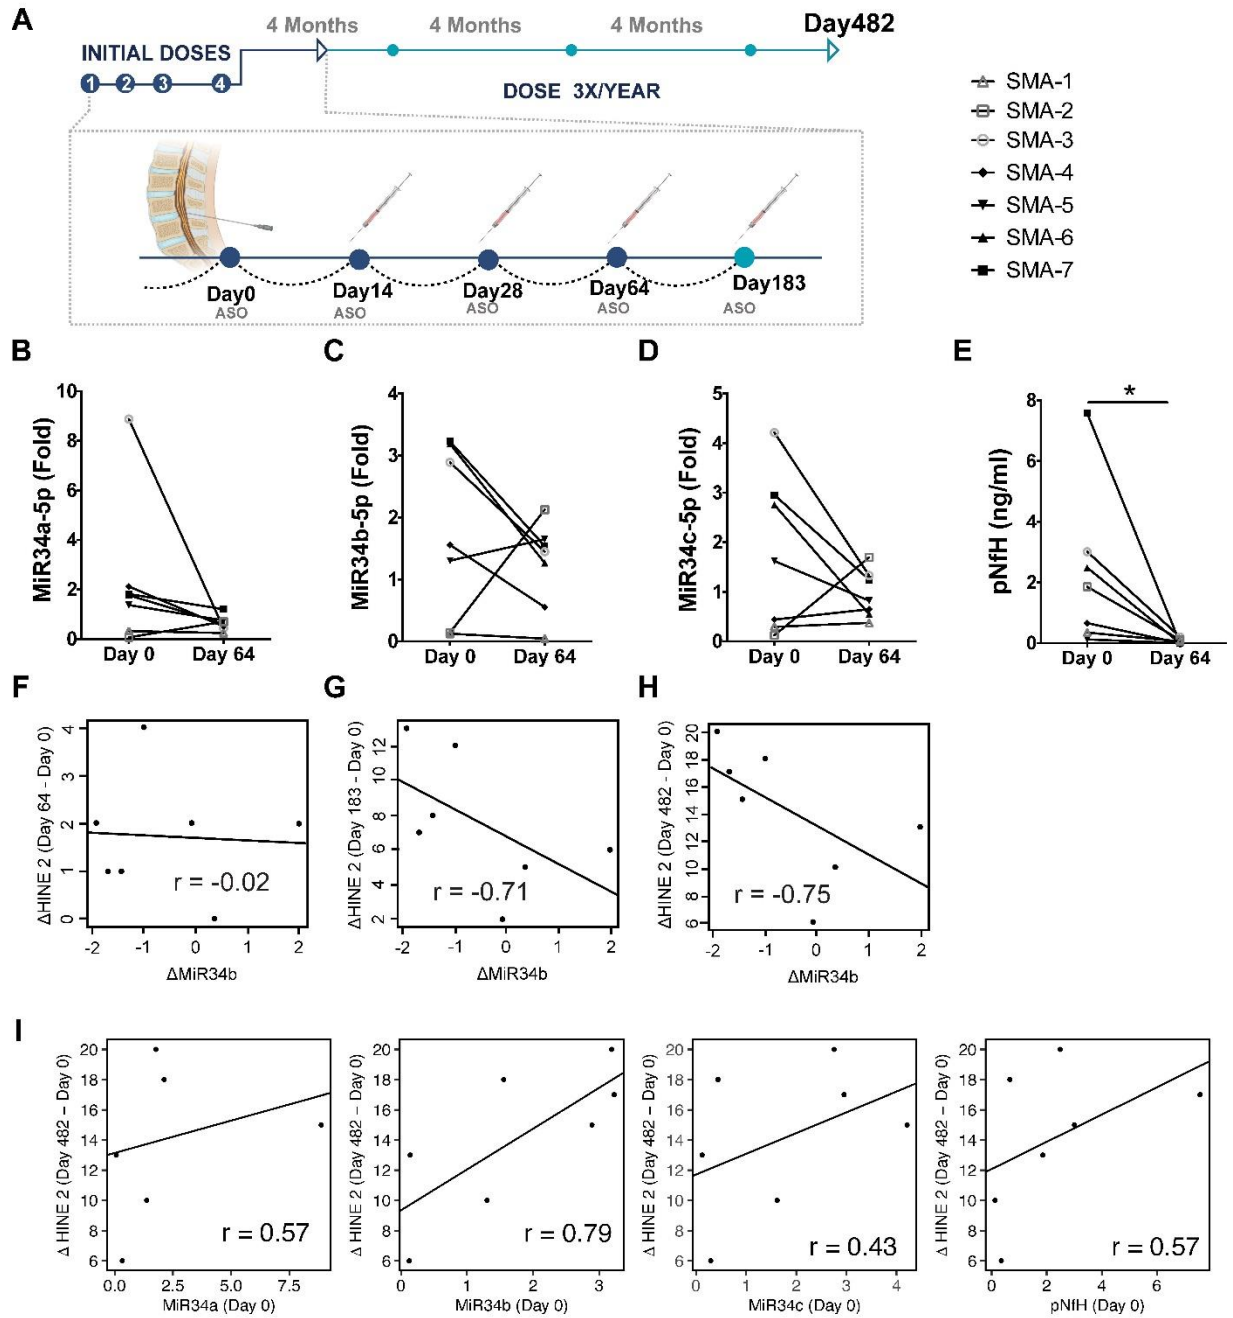 A
4 Months
4 Months
4 Months
Day482
INITIAL DOSES
1 2 3 4
DOSE 3X/YEAR
Day0
ASO
Day14
ASO
Day28
ASO
Day64
ASO
Day183
ASO
SMA-1
SMA-2
SMA-3
SMA-4
SMA-5
SMA-6
SMA-7
B
MiR34a-5p (Fold)
10
8
6
4
2
0
Day 0 Day 64
C
MiR34b-5p (Fold)
4
3
2
1
0
Day 0 Day 64
D
MiR34c-5p (Fold)
5
4
3
2
1
0
Day 0 Day 64
E
pNfH (ng/ml)
8
6
4
2
0
*
Day 0 Day 64
F
ΔHINE 2 (Day 64 - Day 0)
4
3
2
1
0
r = -0.02
-2 -1 0 1 2
ΔMiR34b
G
ΔHINE 2 (Day 183 - Day 0)
12
10
8
6
4
2
r = -0.71
-2 -1 0 1 2
ΔMiR34b
H
ΔHINE 2 (Day 482 - Day 0)
20
18
16
14
12
10
8
6
r = -0.75
-2 -1 0 1 2
ΔMiR34b
I
Δ HINE 2 (Day 482 – Day 0)
20
18
16
14
12
10
8
6
r = 0.57
0.0 2.5 5.0 7.5
MiR34a (Day 0)
Δ HINE 2 (Day 482 – Day 0)
20
18
16
14
12
10
8
6
r = 0.79
0 1 2 3
MiR34b (Day 0)
Δ HINE 2 (Day 482 – Day 0)
20
18
16
14
12
10
8
6
r = 0.43
0 1 2 3 4
MiR34c (Day 0)
Δ HINE 2 (Day 482 – Day 0)
20
18
16
14
12
10
8
6
r = 0.57
0 2 4 6
pNfH (Day 0)